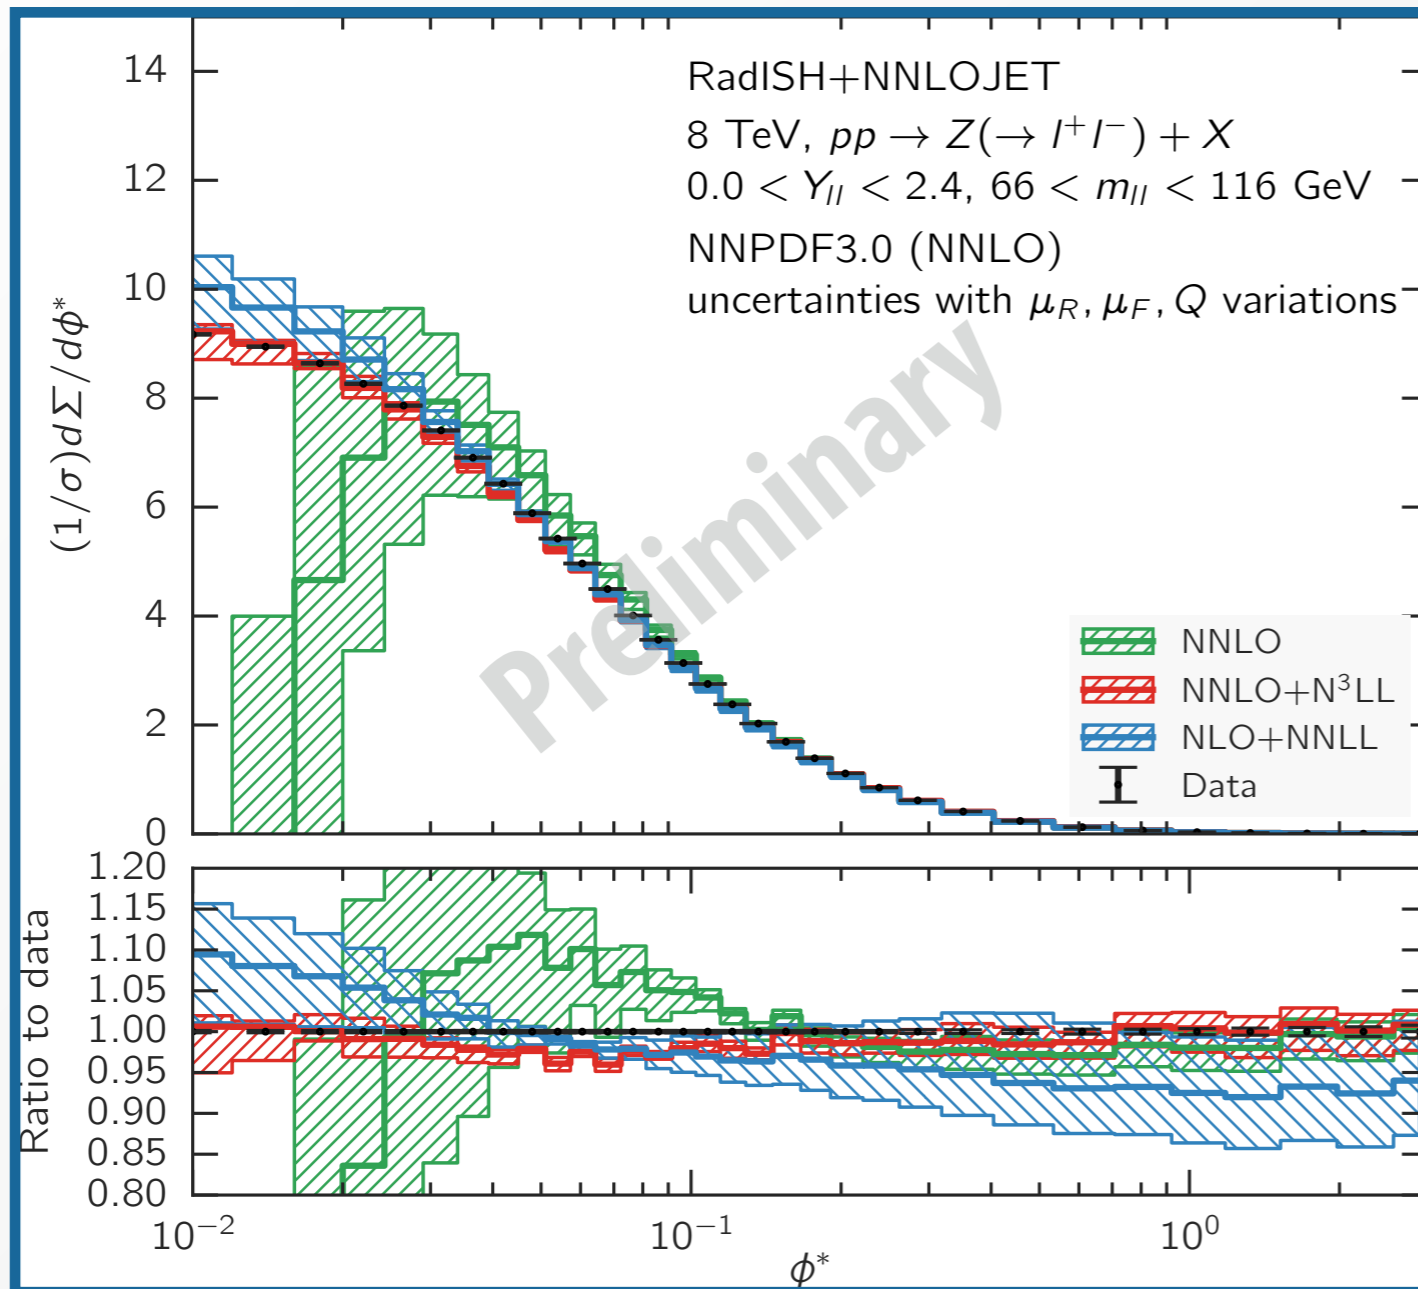 RadISH+NNLOJET
8 TeV, pp → Z(→ l⁺l⁻) + X
0.0 < Y_ll < 2.4, 66 < m_ll < 116 GeV
NNPDF3.0 (NNLO)
uncertainties with μ_R, μ_F, Q variations
14
12
10
8
6
4
2
0
(1/σ)dΣ/dϕ*
Preliminary
NNLO
NNLO+N³LL
NLO+NNLL
Data
1.20
1.15
1.10
1.05
1.00
0.95
0.90
0.85
0.80
Ratio to data
10⁻² 10⁻¹ 10⁰
ϕ*